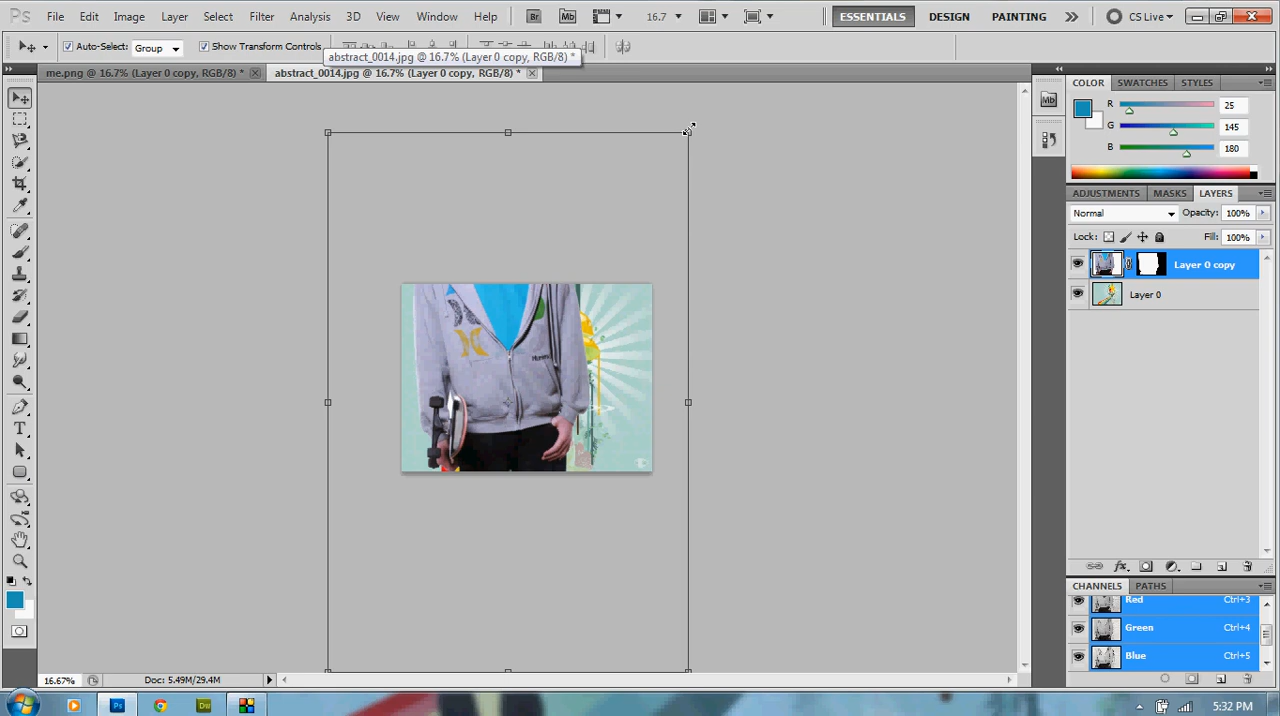 Ps File Edit Image Layer Select Filter Analysis 3D View Window Help Br Mb 16.7 ESSENTIALS DESIGN PAINTING CS Live
Auto-Select: Group Show Transform Controls
abstract_0014.jpg @ 16.7% (Layer 0 copy, RGB/8) *
me.png @ 16.7% (Layer 0 copy, RGB/8) * abstract_0014.jpg @ 16.7% (Layer 0 copy, RGB/8) *
COLOR SWATCHES STYLES
Mb
R 25
G 145
B 180
ADJUSTMENTS MASKS LAYERS
Normal Opacity: 100%
Lock: Fill: 100%
Layer 0 copy
Layer 0
T
fx
CHANNELS PATHS
Red Ctrl+3
Green Ctrl+4
Blue Ctrl+5
16.67% Doc: 5.49M/29.4M
Ps Dw 5:32 PM